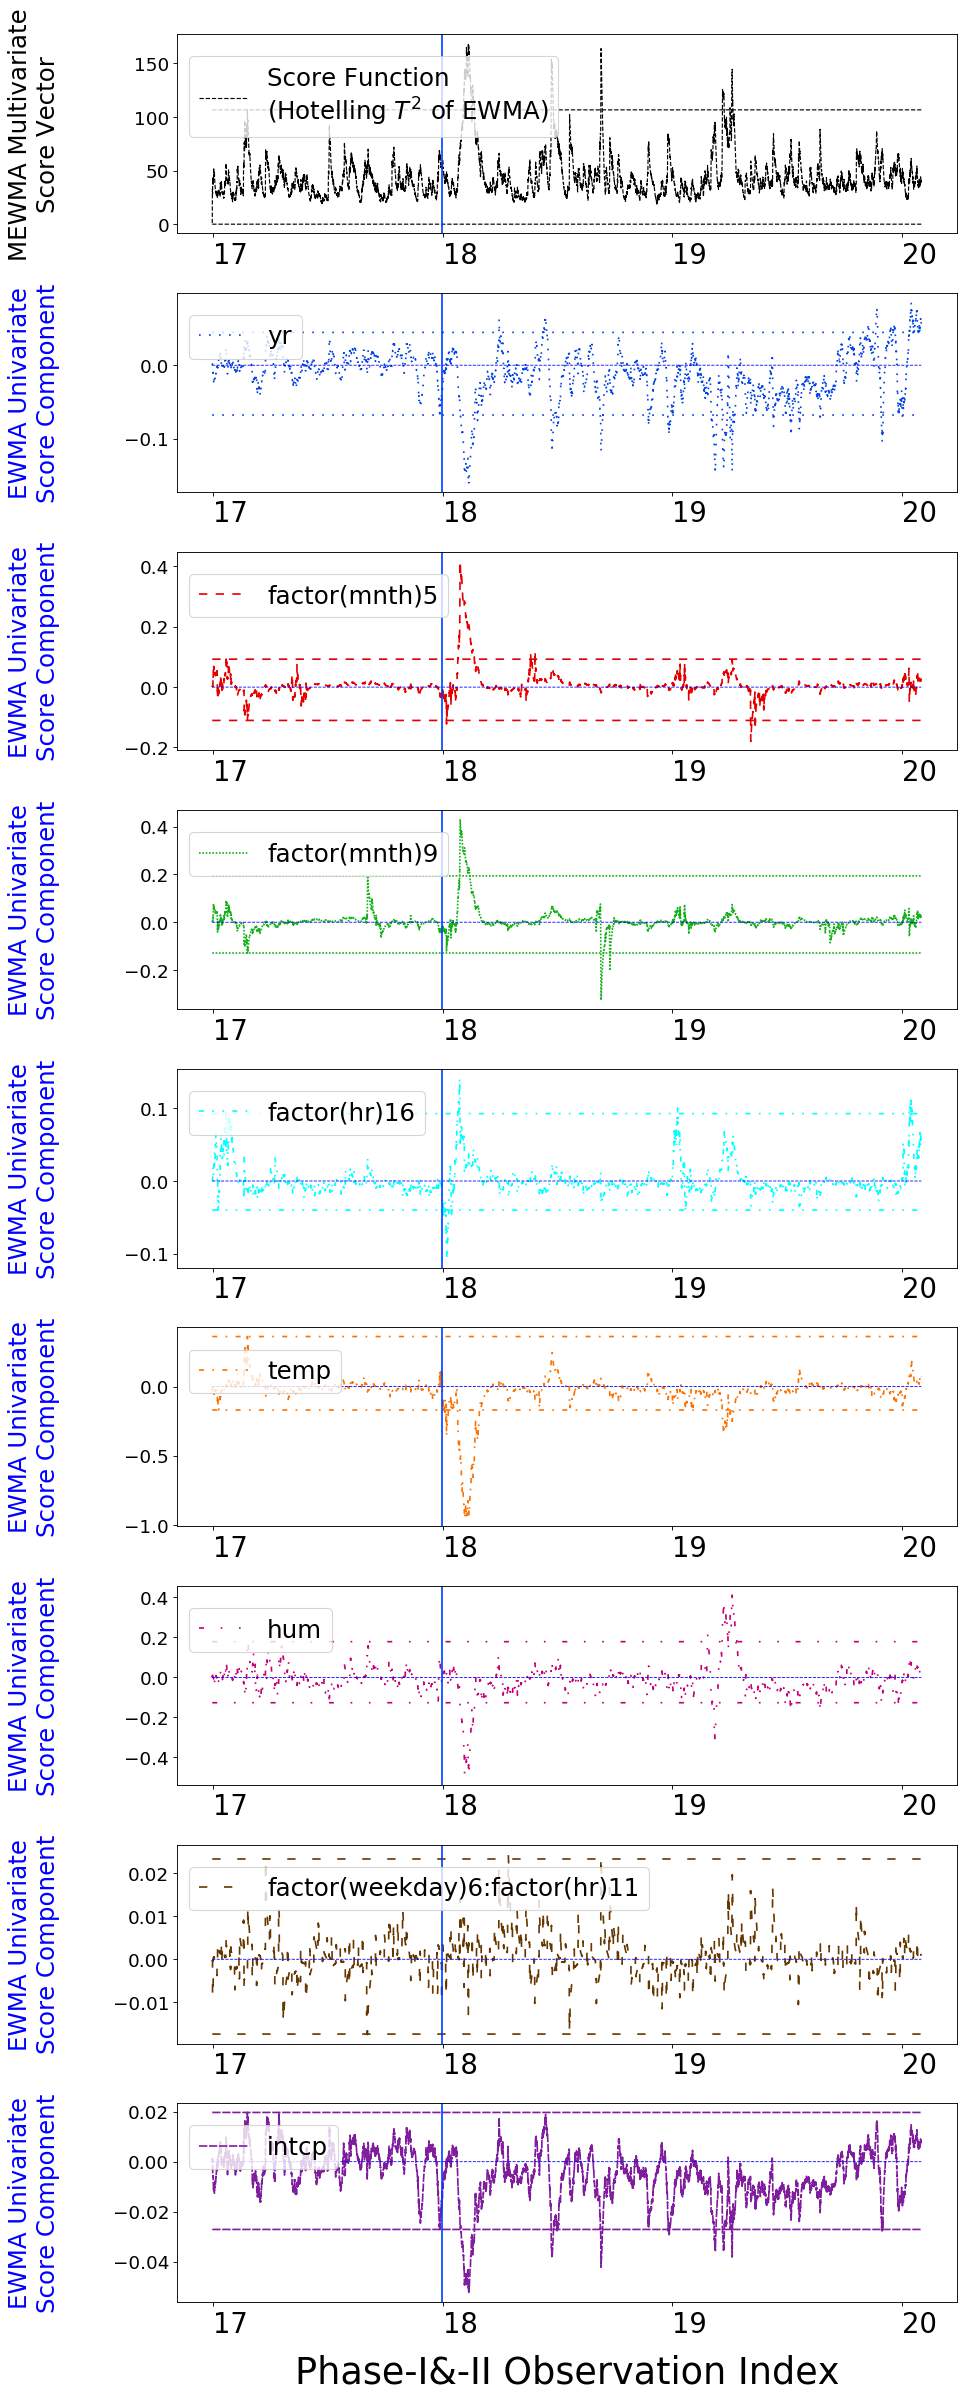 MEWMA Multivariate
Score Vector
150
100
50
0
Score Function
(Hotelling T² of EWMA)
17 18 19 20
EWMA Univariate
Score Component
0.0
−0.1
yr
17 18 19 20
EWMA Univariate
Score Component
0.4
0.2
0.0
−0.2
factor(mnth)5
17 18 19 20
EWMA Univariate
Score Component
0.4
0.2
0.0
−0.2
factor(mnth)9
17 18 19 20
EWMA Univariate
Score Component
0.1
0.0
−0.1
factor(hr)16
17 18 19 20
EWMA Univariate
Score Component
0.0
−0.5
−1.0
temp
17 18 19 20
EWMA Univariate
Score Component
0.4
0.2
0.0
−0.2
−0.4
hum
17 18 19 20
EWMA Univariate
Score Component
0.02
0.01
0.00
−0.01
factor(weekday)6:factor(hr)11
17 18 19 20
EWMA Univariate
Score Component
0.02
0.00
−0.02
−0.04
intcp
17 18 19 20
Phase-I&-II Observation Index